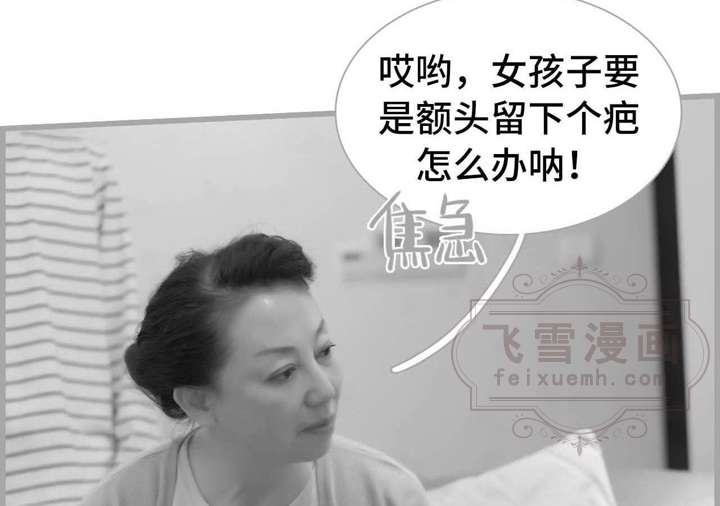 哎哟，女孩子要
是额头留下个疤
怎么办呐！
焦急
飞雪漫画
feixuemh.com